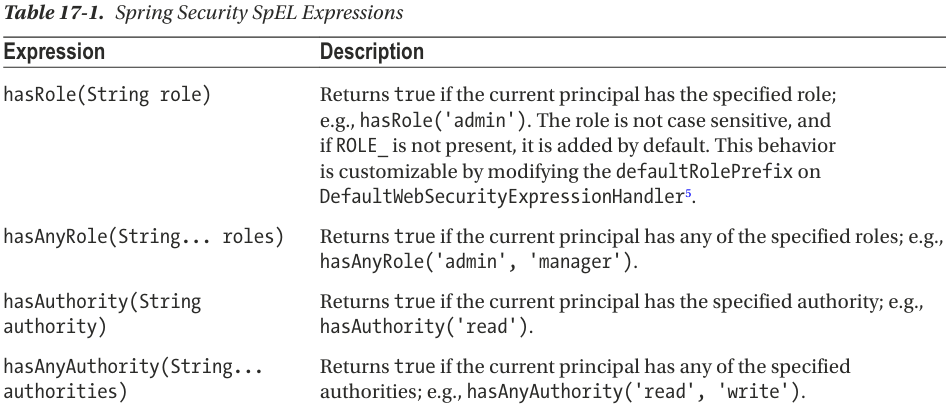 Table 17-1. Spring Security SpEL Expressions
Expression Description
hasRole(String role) Returns true if the current principal has the specified role;
e.g., hasRole('admin'). The role is not case sensitive, and
if ROLE_ is not present, it is added by default. This behavior
is customizable by modifying the defaultRolePrefix on
DefaultWebSecurityExpressionHandler5.
hasAnyRole(String... roles) Returns true if the current principal has any of the specified roles; e.g.,
hasAnyRole('admin', 'manager').
hasAuthority(String Returns true if the current principal has the specified authority; e.g.,
authority) hasAuthority('read').
hasAnyAuthority(String... Returns true if the current principal has any of the specified
authorities) authorities; e.g., hasAnyAuthority('read', 'write').